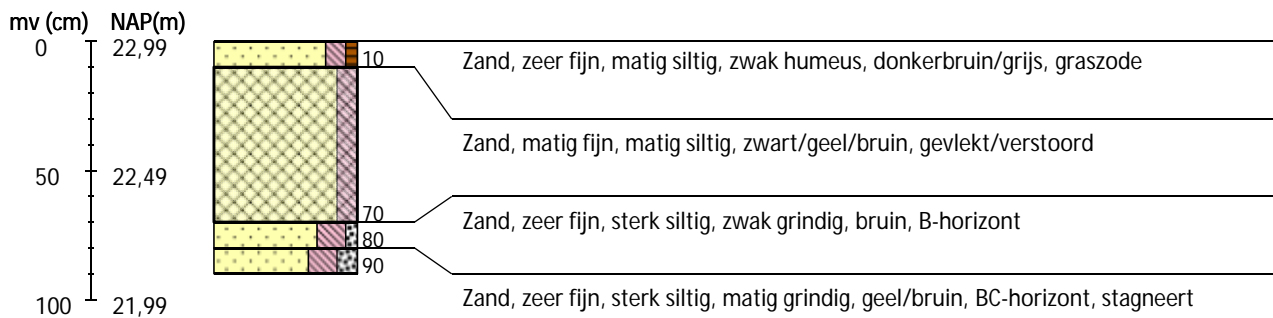 mv (cm) NAP(m)
0 22,99
10 Zand, zeer fijn, matig siltig, zwak humeus, donkerbruin/grijs, graszode
Zand, matig fijn, matig siltig, zwart/geel/bruin, gevlekt/verstoord
50 22,49
70
Zand, zeer fijn, sterk siltig, zwak grindig, bruin, B-horizont
80
90
100 21,99 Zand, zeer fijn, sterk siltig, matig grindig, geel/bruin, BC-horizont, stagneert